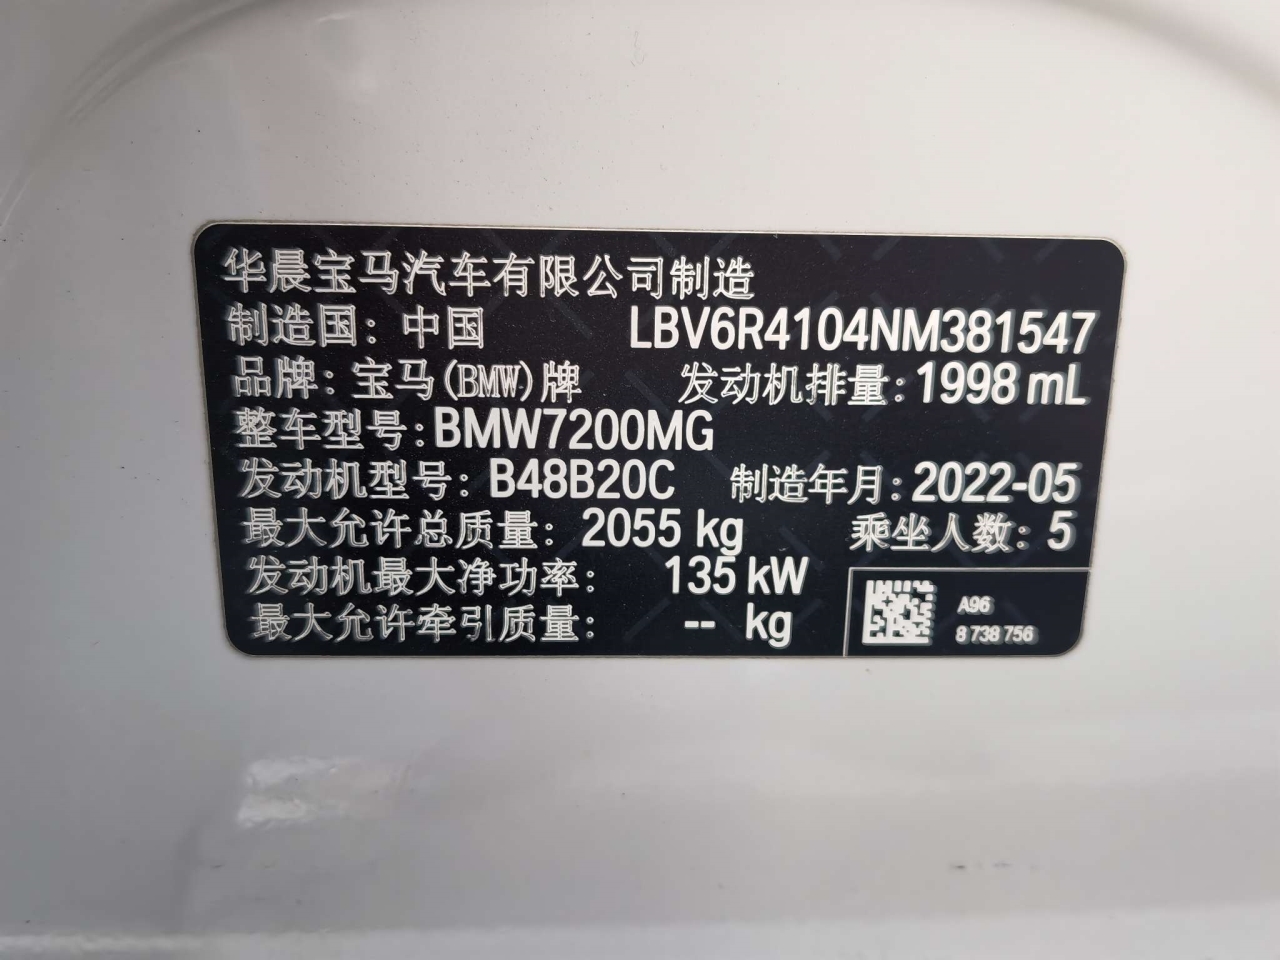 华晨宝马汽车有限公司制造
制造国：中国 LBV6R4104NM381547
品牌：宝马(BMW)牌 发动机排量：1998 mL
整车型号：BMW7200MG
发动机型号：B48B20C 制造年月：2022-05
最大允许总质量：2055 kg 乘坐人数：5
发动机最大净功率：135 kW
最大允许牵引质量：-- kg
A96
8 738 756